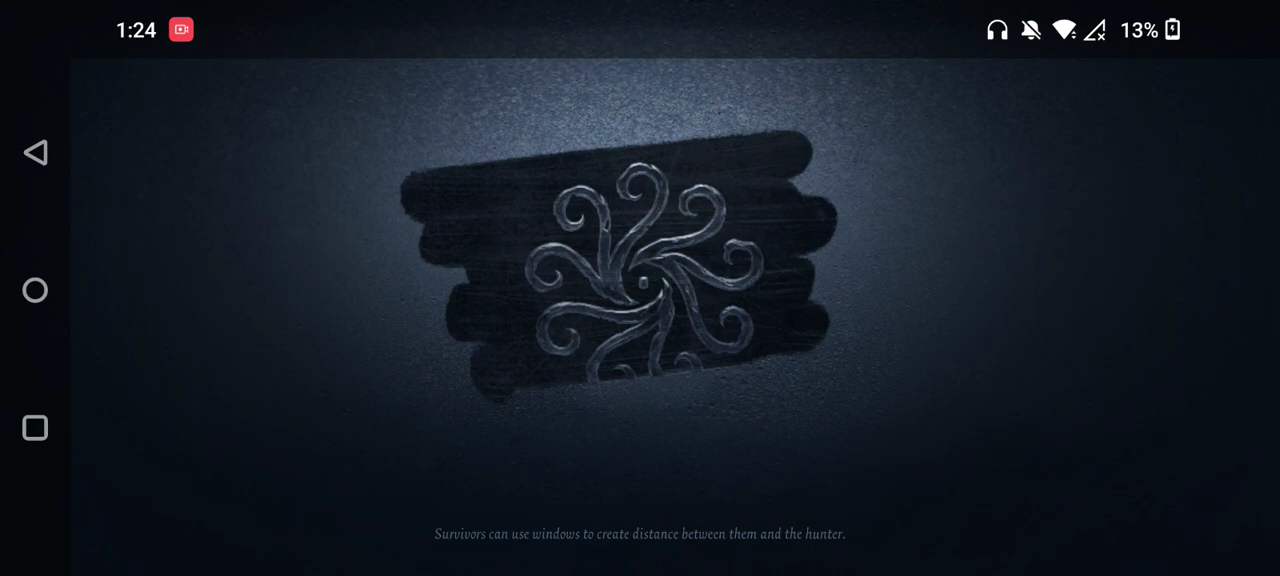 1:24
13%
Survivors can use windows to create distance between them and the hunter.